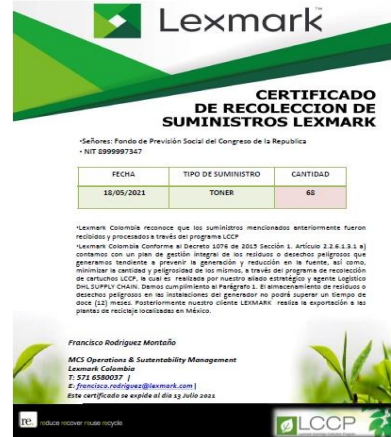 Lexmark™
CERTIFICADO
DE RECOLECCION DE
SUMINISTROS LEXMARK
•Señores: Fondo de Previsión Social del Congreso de la Republica
• NIT 8999997347
FECHA TIPO DE SUMINISTRO CANTIDAD
18/05/2021 TONER 68
•Lexmark Colombia reconoce que los suministros mencionados anteriormente fueron
recibidos y procesados a través del programa LCCP
•Lexmark Colombia Conforme al Decreto 1076 de 2015 Sección 1. Artículo 2.2.6.1.3.1 a)
contamos con un plan de gestión integral de los residuos o desechos peligrosos que
generamos tendiente a prevenir la generación y reducción en la fuente, así como,
minimizar la cantidad y peligrosidad de los mismos, a través del programa de recolección
de cartuchos LCCP, la cual es realizada por nuestro aliado estratégico y agente Logístico
DHL SUPPLY CHAIN. Damos cumplimiento al Parágrafo 1. El almacenamiento de residuos o
desechos peligrosos en las instalaciones del generador no podrá superar un tiempo de
doce (12) meses. Posteriormente nuestro cliente LEXMARK realiza la exportación a las
plantas de reciclaje localizadas en México.
Francisco Rodríguez Montaño
MCS Operations & Sustentability Management
Lexmark Colombia
T: 571 6580037 |
E: francisco.rodriguez@lexmark.com |
Este certificado se expide al día 13 Julio 2021
re. reduce recover reuse recycle
LCCP